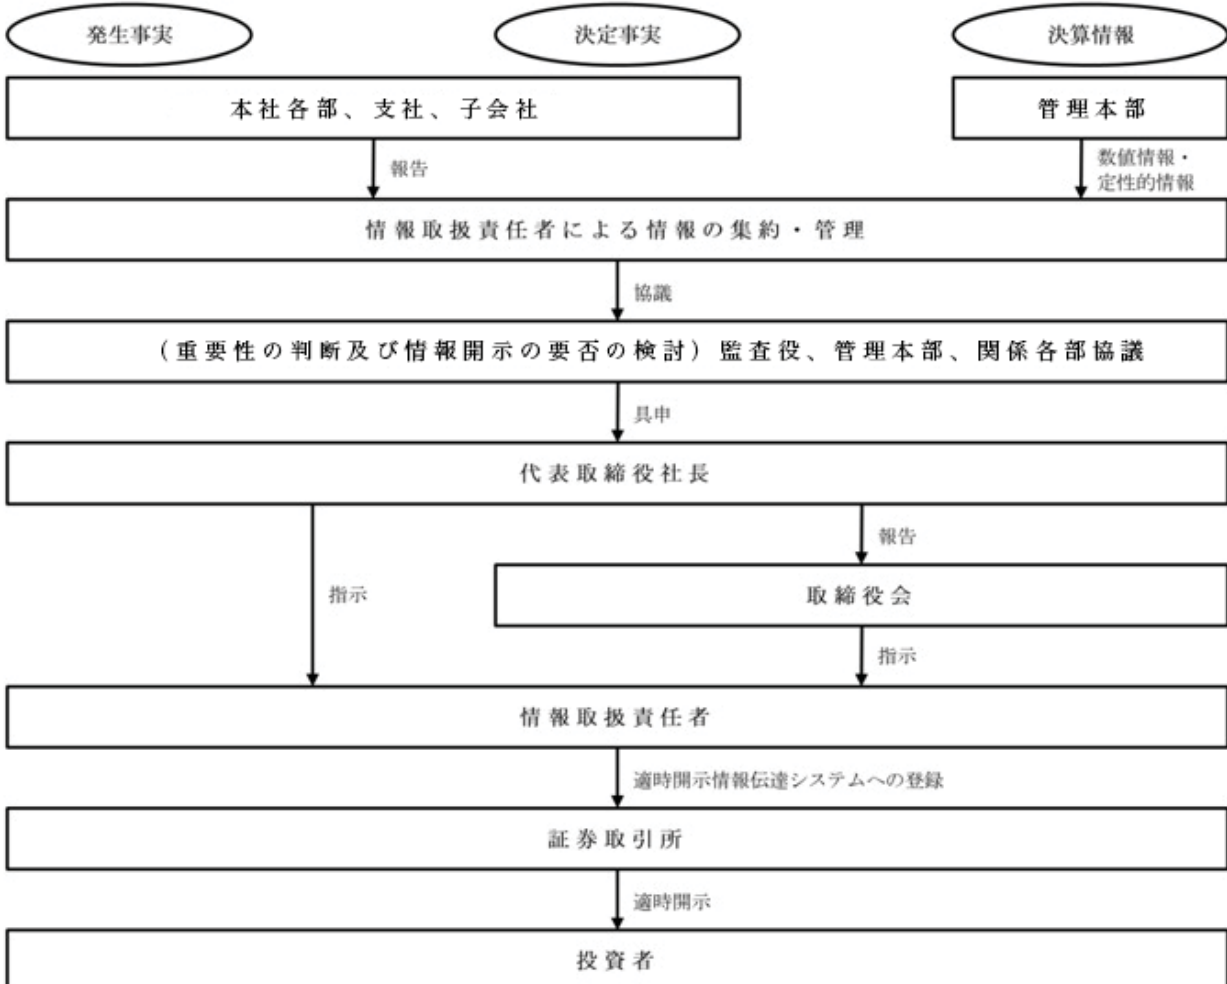 発生事実
決定事実
決算情報
本社各部、支社、子会社
管理本部
報告
数値情報・
定性的情報
情報取扱責任者による情報の集約・管理
協議
(重要性の判断及び情報開示の要否の検討) 監査役、管理本部、関係各部協議
具申
代表取締役社長
報告
指示
取締役会
指示
情報取扱責任者
適時開示情報伝達システムへの登録
証券取引所
適時開示
投資者